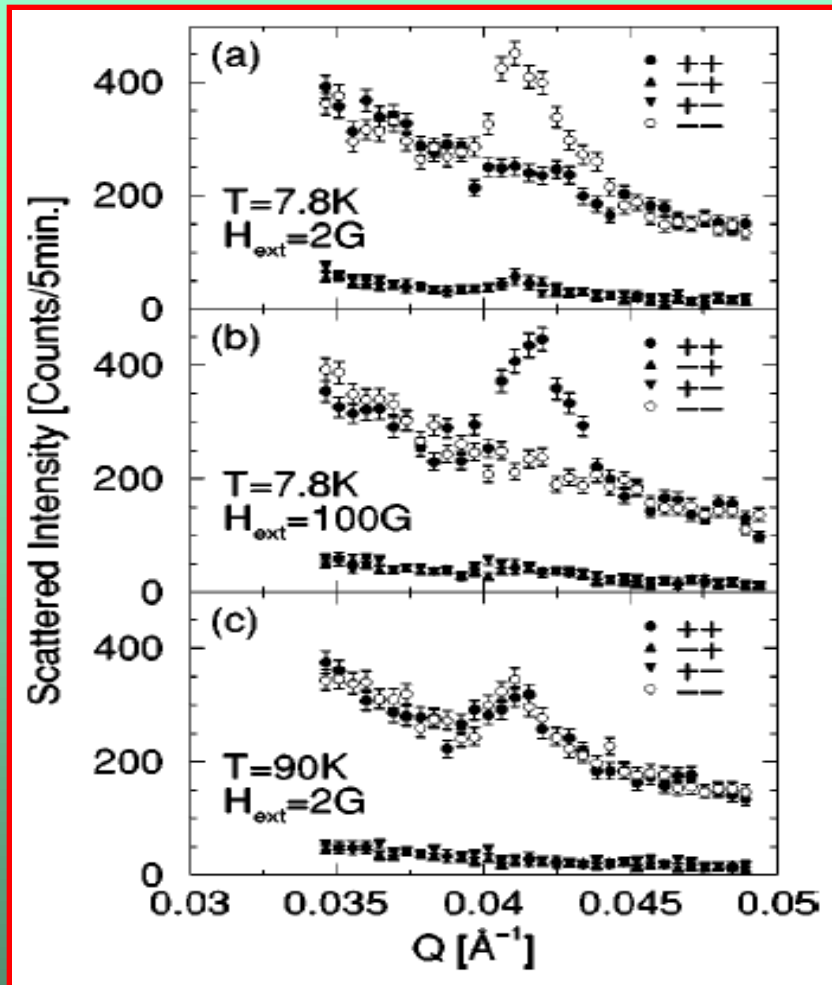 Scattered Intensity [Counts/5min.]
(a)
400
200
0
T=7.8K
H_ext=2G
● ++
▲ −+
▼ +−
○ −−
(b)
400
200
0
T=7.8K
H_ext=100G
● ++
▲ −+
▼ +−
○ −−
(c)
400
200
0
T=90K
H_ext=2G
● ++
▲ −+
▼ +−
○ −−
0.03 0.035 0.04 0.045 0.05
Q [Å⁻¹]